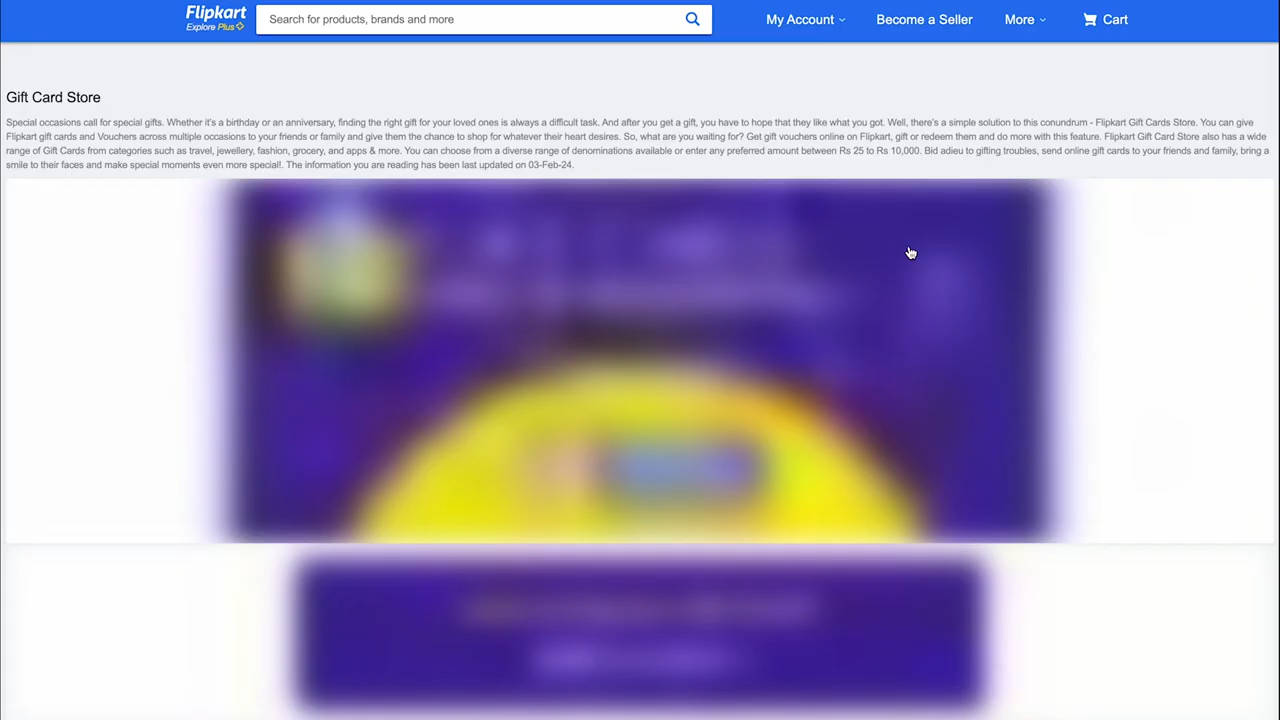 Flipkart
Explore Plus
Search for products, brands and more
My Account
Become a Seller
More
Cart
Gift Card Store
Special occasions call for special gifts. Whether it's a birthday or an anniversary, finding the right gift for your loved ones is always a difficult task. And after you get a gift, you have to hope that they like what you got. Well, there's a simple solution to this conundrum - Flipkart Gift Cards Store. You can give
Flipkart gift cards and Vouchers across multiple occasions to your friends or family and give them the chance to shop for whatever their heart desires. So, what are you waiting for? Get gift vouchers online on Flipkart, gift or redeem them and do more with this feature. Flipkart Gift Card Store also has a wide
range of Gift Cards from categories such as travel, jewellery, fashion, grocery, and apps & more. You can choose from a diverse range of denominations available or enter any preferred amount between Rs 25 to Rs 10,000. Bid adieu to gifting troubles, send online gift cards to your friends and family, bring a
smile to their faces and make special moments even more special!. The information you are reading has been last updated on 03-Feb-24.